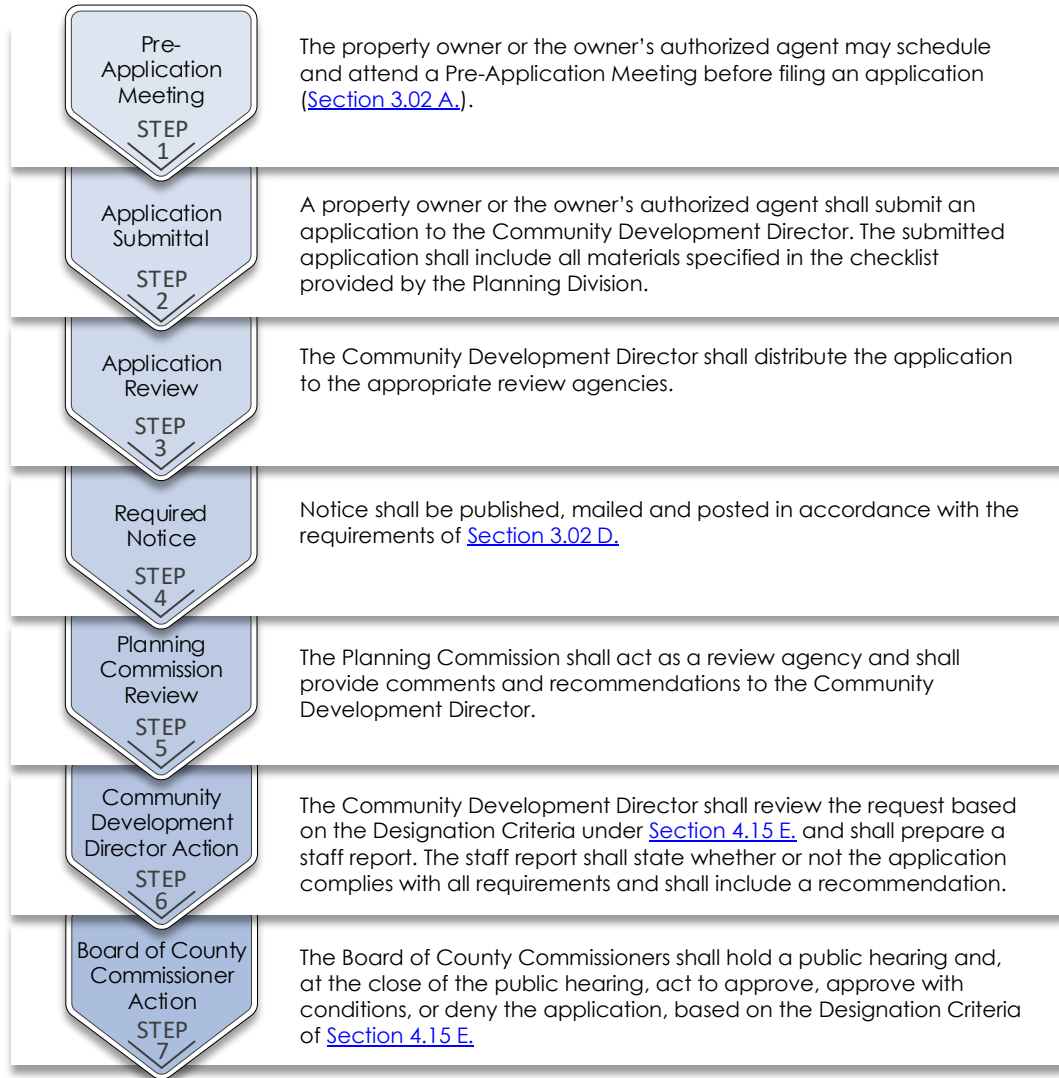 Pre-
Application
Meeting
STEP
1
The property owner or the owner’s authorized agent may schedule
and attend a Pre-Application Meeting before filing an application
(Section 3.02 A.).
Application
Submittal
STEP
2
A property owner or the owner’s authorized agent shall submit an
application to the Community Development Director. The submitted
application shall include all materials specified in the checklist
provided by the Planning Division.
Application
Review
STEP
3
The Community Development Director shall distribute the application
to the appropriate review agencies.
Required
Notice
STEP
4
Notice shall be published, mailed and posted in accordance with the
requirements of Section 3.02 D.
Planning
Commission
Review
STEP
5
The Planning Commission shall act as a review agency and shall
provide comments and recommendations to the Community
Development Director.
Community
Development
Director Action
STEP
6
The Community Development Director shall review the request based
on the Designation Criteria under Section 4.15 E. and shall prepare a
staff report. The staff report shall state whether or not the application
complies with all requirements and shall include a recommendation.
Board of County
Commissioner
Action
STEP
7
The Board of County Commissioners shall hold a public hearing and,
at the close of the public hearing, act to approve, approve with
conditions, or deny the application, based on the Designation Criteria
of Section 4.15 E.